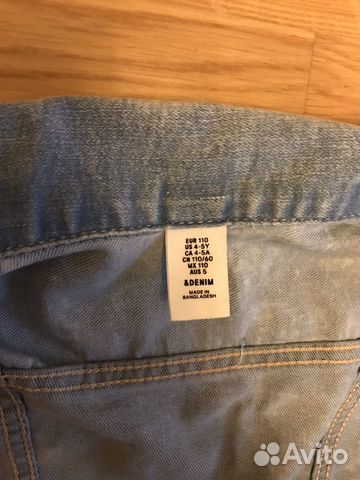 EUR 110
US 4-5Y
CA 4-5A
CN 110/60
MX 110
AUS 5
&DENIM
MADE IN
BANGLADESH
Avito